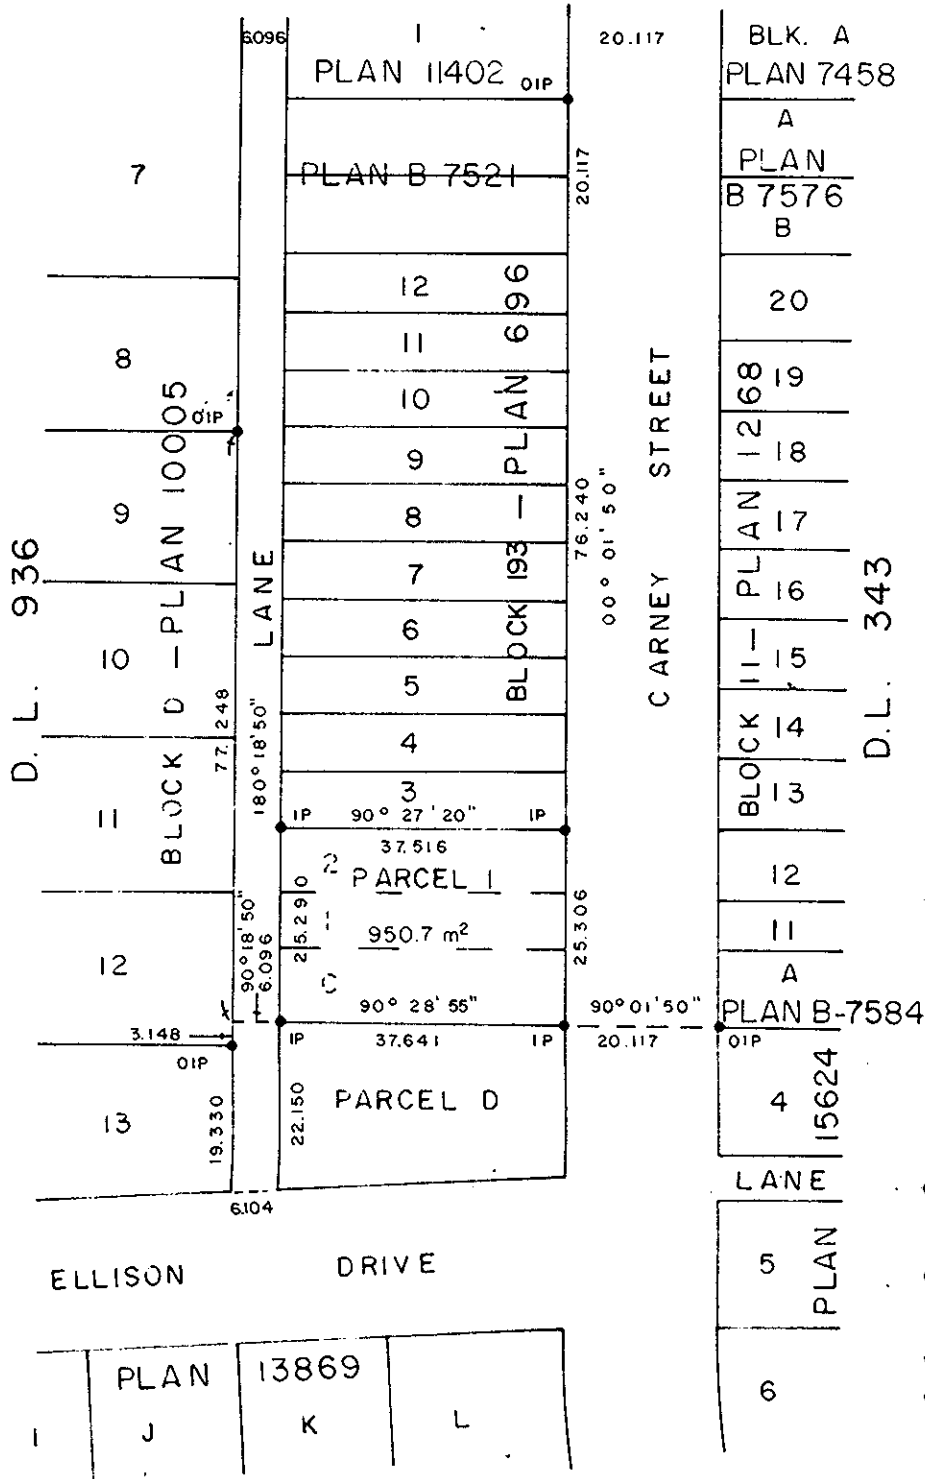 6.096
1
PLAN 11402
OIP
20.117
BLK. A
PLAN 7458
A
PLAN
B 7576
B
7
PLAN B 7521
20.117
12
11
10
9
8
7
6
5
4
3
BLOCK 193 — PLAN 696
76.240
00° 01' 50"
CARNEY STREET
20
19
18
17
16
15
14
13
12
11
A
BLOCK 11 — PLAN 1268
D.L. 343
D. L. 936
8
OIP
9
10
11
12
BLOCK D — PLAN 10005
77.248
LANE
180° 18' 50"
IP
90° 27' 20"
IP
37.516
2
PARCEL 1
25.290
950.7 m²
25.306
90° 18' 50"
6.096
90° 28' 55"
90° 01' 50"
PLAN B-7584
3.148
OIP
IP
37.641
IP
20.117
OIP
13
19.330
22.150
PARCEL D
4
15624
6.104
LANE
ELLISON DRIVE
5
PLAN
6
PLAN 13869
I
J
K
L